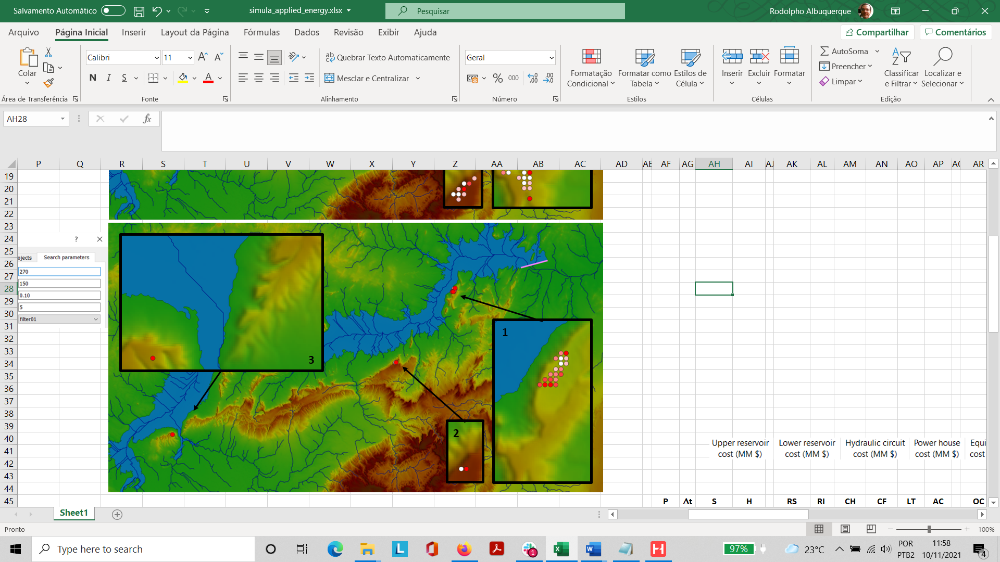 Salvamento Automático
simula_applied_energy.xlsx
Pesquisar
Rodolpho Albuquerque
Arquivo Página Inicial Inserir Layout da Página Fórmulas Dados Revisão Exibir Ajuda
Compartilhar Comentários
Colar
Área de Transferência
Calibri 11
N I S
Fonte
Quebrar Texto Automaticamente
Mesclar e Centralizar
Alinhamento
Geral
% 000
Número
Formatação Condicional
Formatar como Tabela
Estilos de Célula
Estilos
Inserir Excluir Formatar
Células
AutoSoma
Preencher
Limpar
Classificar e Filtrar
Localizar e Selecionar
Edição
AH28
fx
P Q R S T U V W X Y Z AA AB AC AD AE AF AG AH AI AJ AK AL AM AN AO AP AQ AR
19
20
21
22
23
24
25
26
27
28
29
30
31
32
33
34
35
36
37
38
39
40
41
42
43
44
45
?
ojects Search parameters
270
150
0.10
5
filter01
3
1
2
Upper reservoir cost (MM $)
Lower reservoir cost (MM $)
Hydraulic circuit cost (MM $)
Power house cost (MM $)
Equi cost
P Δt S H RS RI CH CF LT AC OC
Sheet1
Pronto
100%
Type here to search
1
97%
23°C
POR
PTB2
11:58
10/11/2021
4